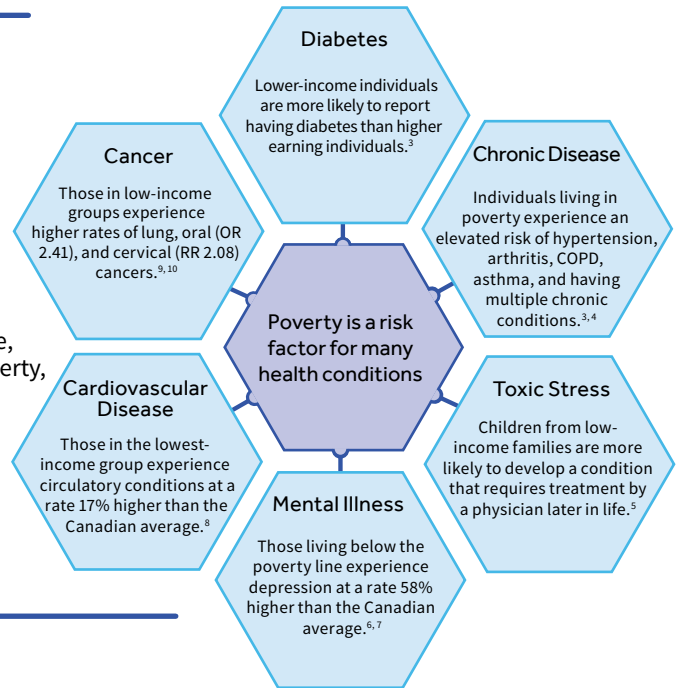 Diabetes
Lower-income individuals
are more likely to report
having diabetes than higher
earning individuals.³
Cancer
Those in low-income
groups experience
higher rates of lung, oral (OR
2.41), and cervical (RR 2.08)
cancers.⁹,¹⁰
Chronic Disease
Individuals living in
poverty experience an
elevated risk of hypertension,
arthritis, COPD,
asthma, and having
multiple chronic
conditions.³,⁴
Poverty is a risk
factor for many
health conditions
e,
erty,
Cardiovascular
Disease
Those in the lowest-
income group experience
circulatory conditions at a
rate 17% higher than the
Canadian average.⁸
Toxic Stress
Children from low-
income families are more
likely to develop a condition
that requires treatment by
a physician later in life.⁵
Mental Illness
Those living below the
poverty line experience
depression at a rate 58%
higher than the Canadian
average.⁶,⁷